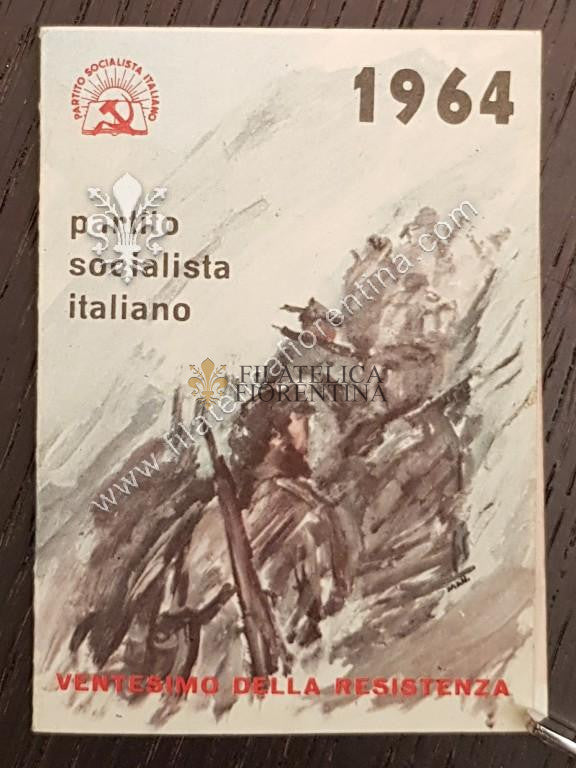 PARTITO SOCIALISTA ITALIANO
1964
partito
socialista
italiano
www.filatelicafiorentina.com
FILATELICA
FIORENTINA
VENTESIMO DELLA RESISTENZA